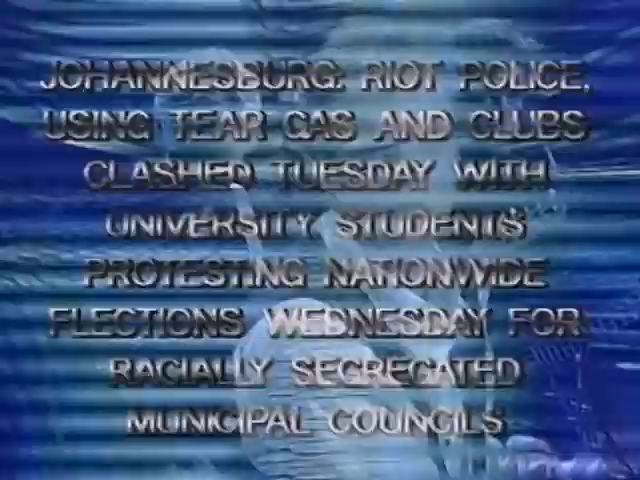 JOHANNESBURG: RIOT POLICE,
USING TEAR GAS AND CLUBS
CLASHED TUESDAY WITH
UNIVERSITY STUDENTS
PROTESTING NATIONWIDE
ELECTIONS WEDNESDAY FOR
RACIALLY SEGREGATED
MUNICIPAL COUNCILS